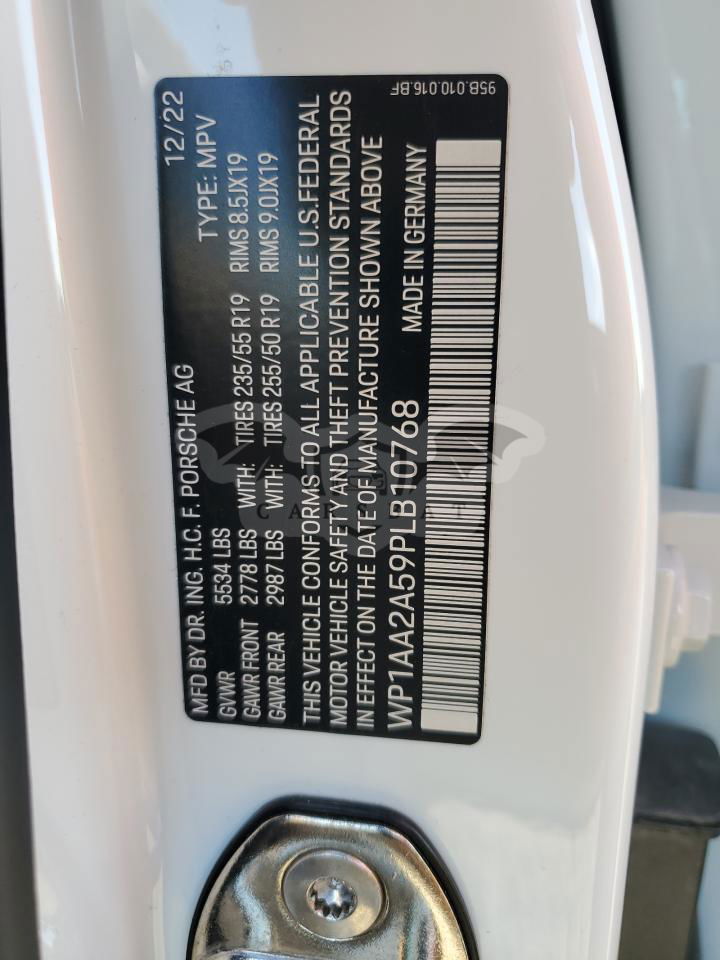 MFD BY DR. ING. H.C. F. PORSCHE AG 12/22
GVWR 5534 LBS TYPE: MPV
GAWR FRONT 2778 LBS WITH: TIRES 235/55 R19 RIMS 8.5JX19
GAWR REAR 2987 LBS WITH: TIRES 255/50 R19 RIMS 9.0JX19
THIS VEHICLE CONFORMS TO ALL APPLICABLE U.S.FEDERAL
MOTOR VEHICLE SAFETY AND THEFT PREVENTION STANDARDS
IN EFFECT ON THE DATE OF MANUFACTURE SHOWN ABOVE
WP1AA2A59PLB10768 MADE IN GERMANY
95B.010.016.BF